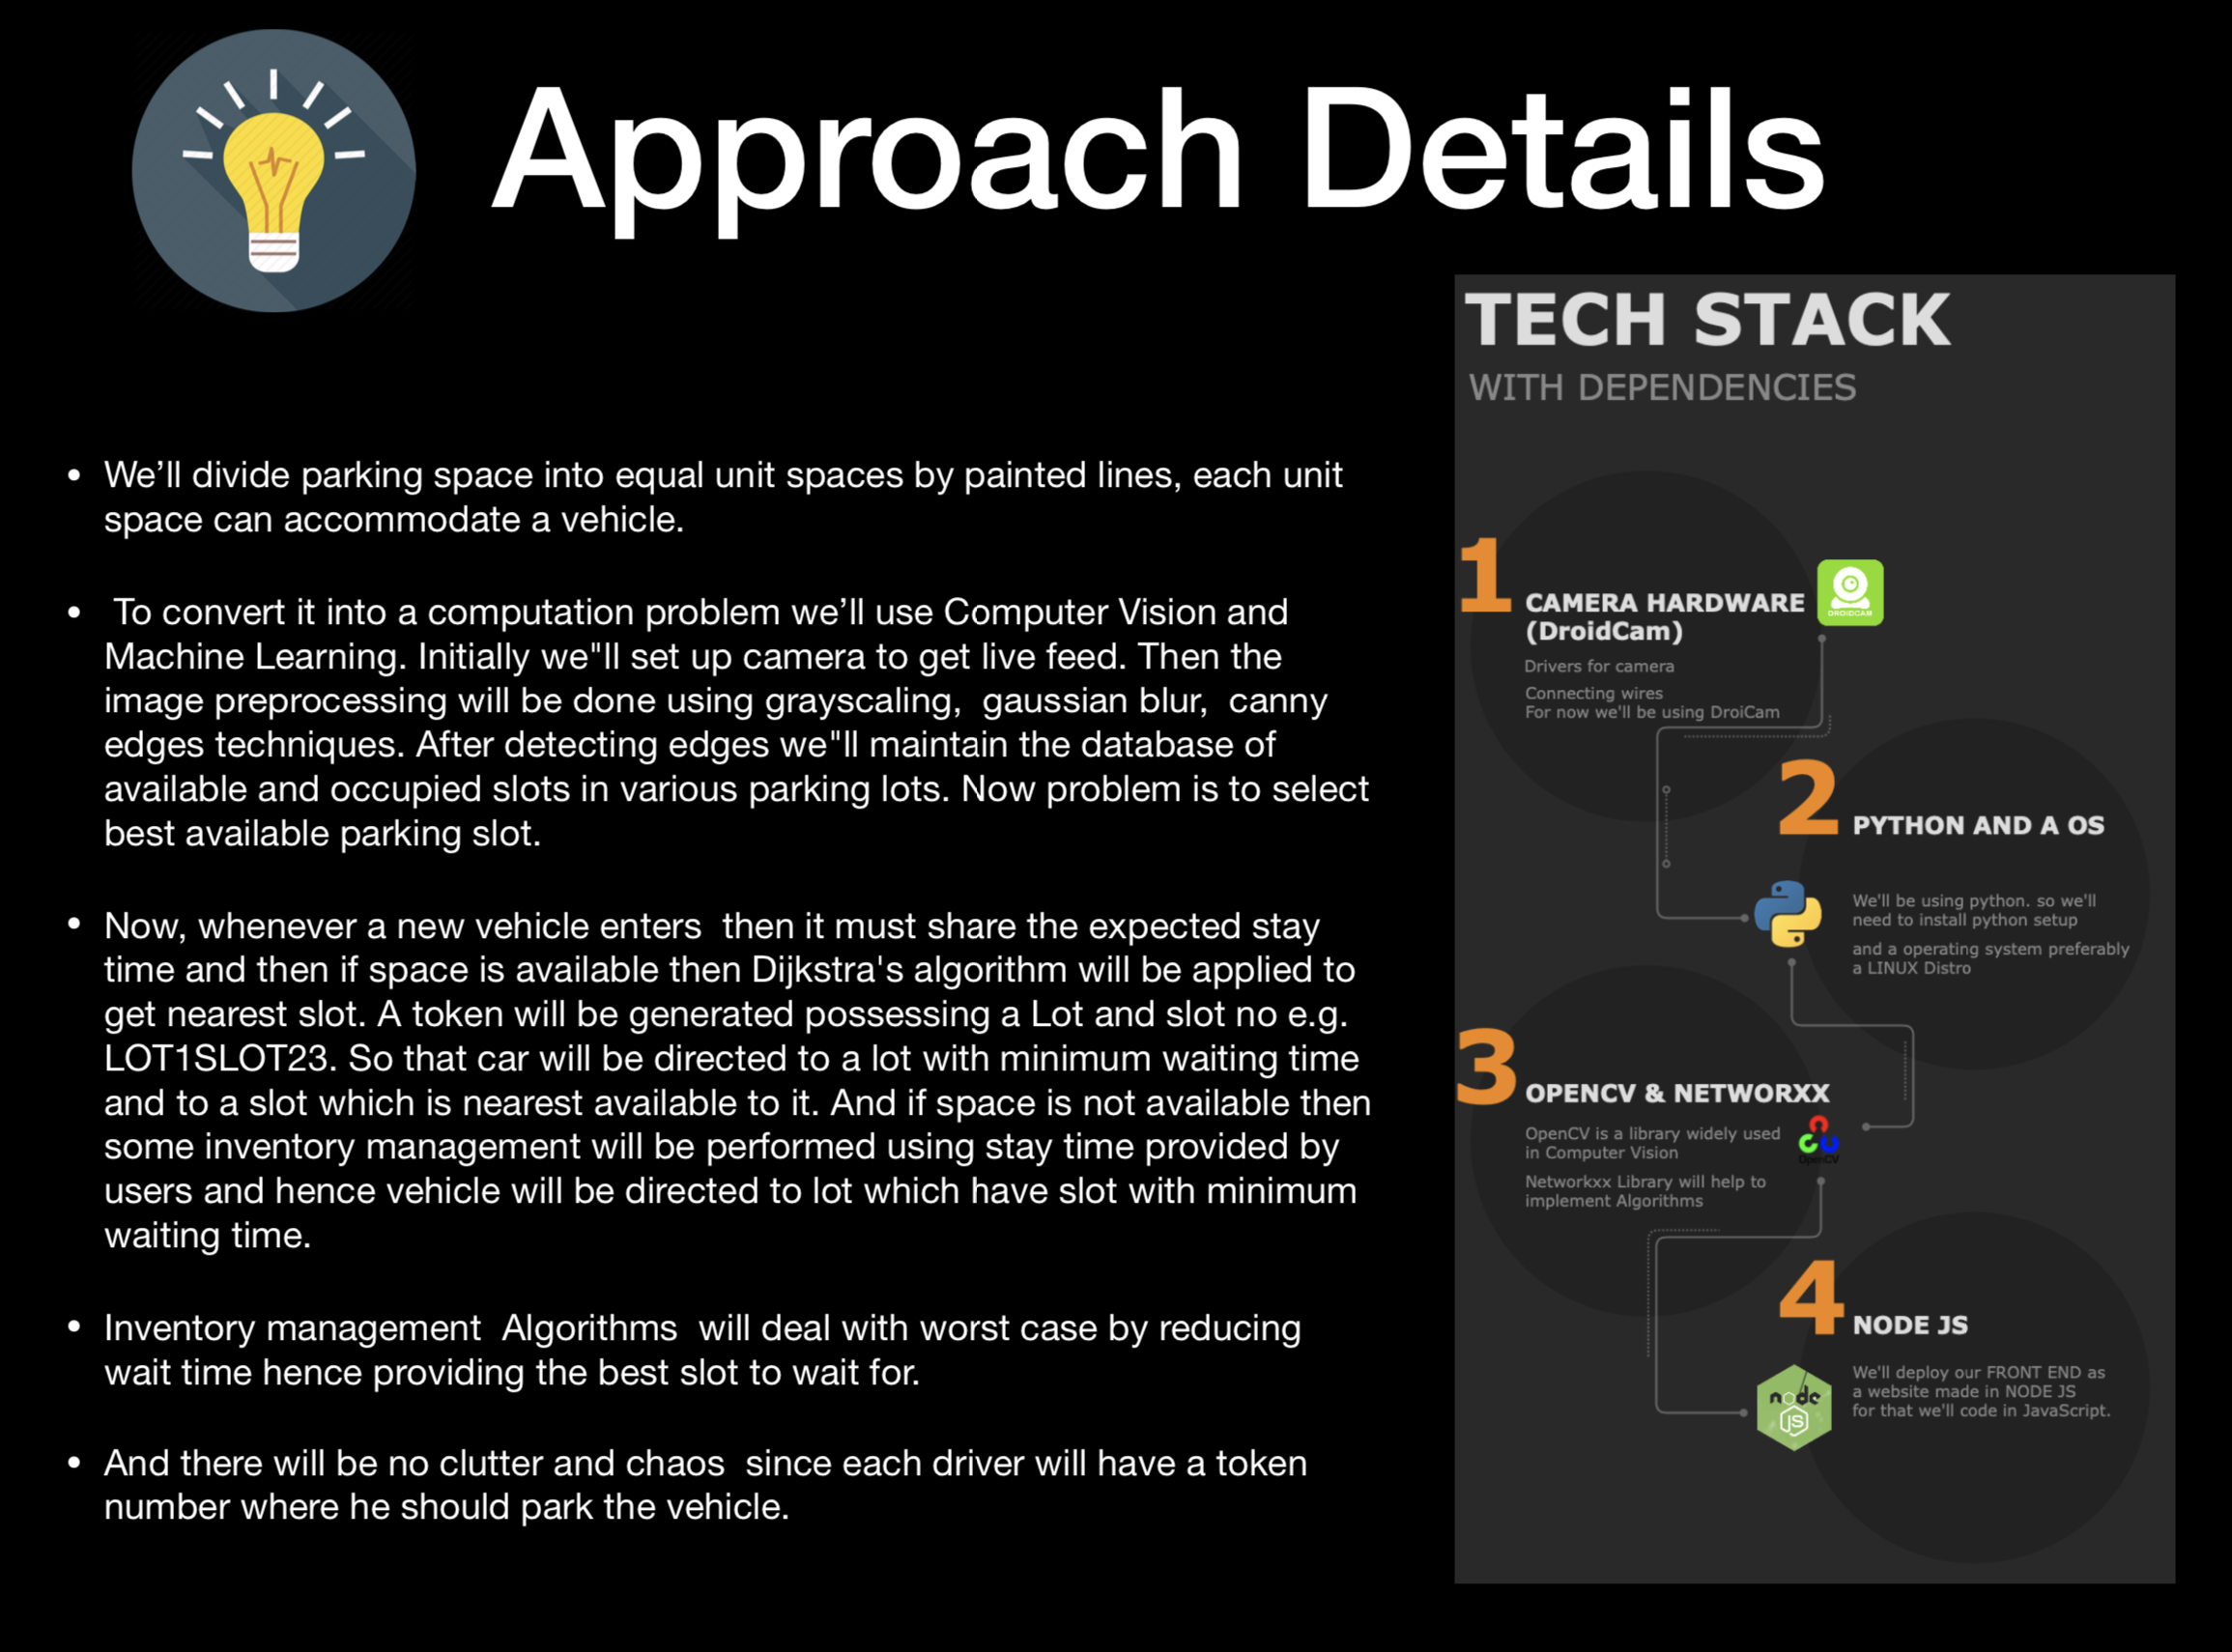 Approach Details
• We’ll divide parking space into equal unit spaces by painted lines, each unit
space can accommodate a vehicle.
• To convert it into a computation problem we’ll use Computer Vision and
Machine Learning. Initially we"ll set up camera to get live feed. Then the
image preprocessing will be done using grayscaling,  gaussian blur,  canny
edges techniques. After detecting edges we"ll maintain the database of
available and occupied slots in various parking lots. Now problem is to select
best available parking slot.
• Now, whenever a new vehicle enters  then it must share the expected stay
time and then if space is available then Dijkstra's algorithm will be applied to
get nearest slot. A token will be generated possessing a Lot and slot no e.g.
LOT1SLOT23. So that car will be directed to a lot with minimum waiting time
and to a slot which is nearest available to it. And if space is not available then
some inventory management will be performed using stay time provided by
users and hence vehicle will be directed to lot which have slot with minimum
waiting time.
• Inventory management  Algorithms  will deal with worst case by reducing
wait time hence providing the best slot to wait for.
• And there will be no clutter and chaos  since each driver will have a token
number where he should park the vehicle.
TECH STACK
WITH DEPENDENCIES
1
CAMERA HARDWARE
(DroidCam)
DROIDCAM
Drivers for camera
Connecting wires
For now we'll be using DroiCam
2
PYTHON AND A OS
We'll be using python. so we'll
need to install python setup
and a operating system preferably
a LINUX Distro
3
OPENCV & NETWORXX
OpenCV is a library widely used
in Computer Vision
OpenCV
Networkxx Library will help to
implement Algorithms
4
NODE JS
We'll deploy our FRONT END as
a website made in NODE JS
for that we'll code in JavaScript.
node
JS